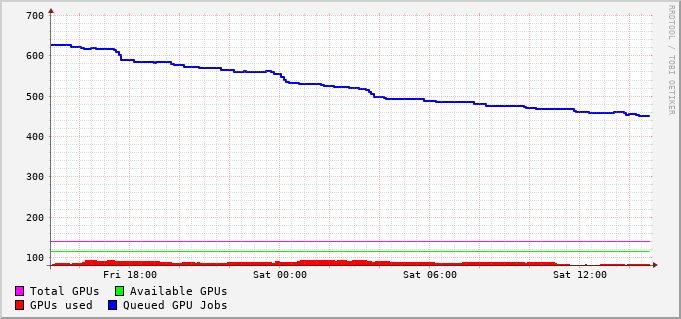 700
600
500
400
300
200
100
Fri 18:00 Sat 00:00 Sat 06:00 Sat 12:00
Total GPUs Available GPUs
GPUs used Queued GPU Jobs
RRDTOOL / TOBI OETIKER